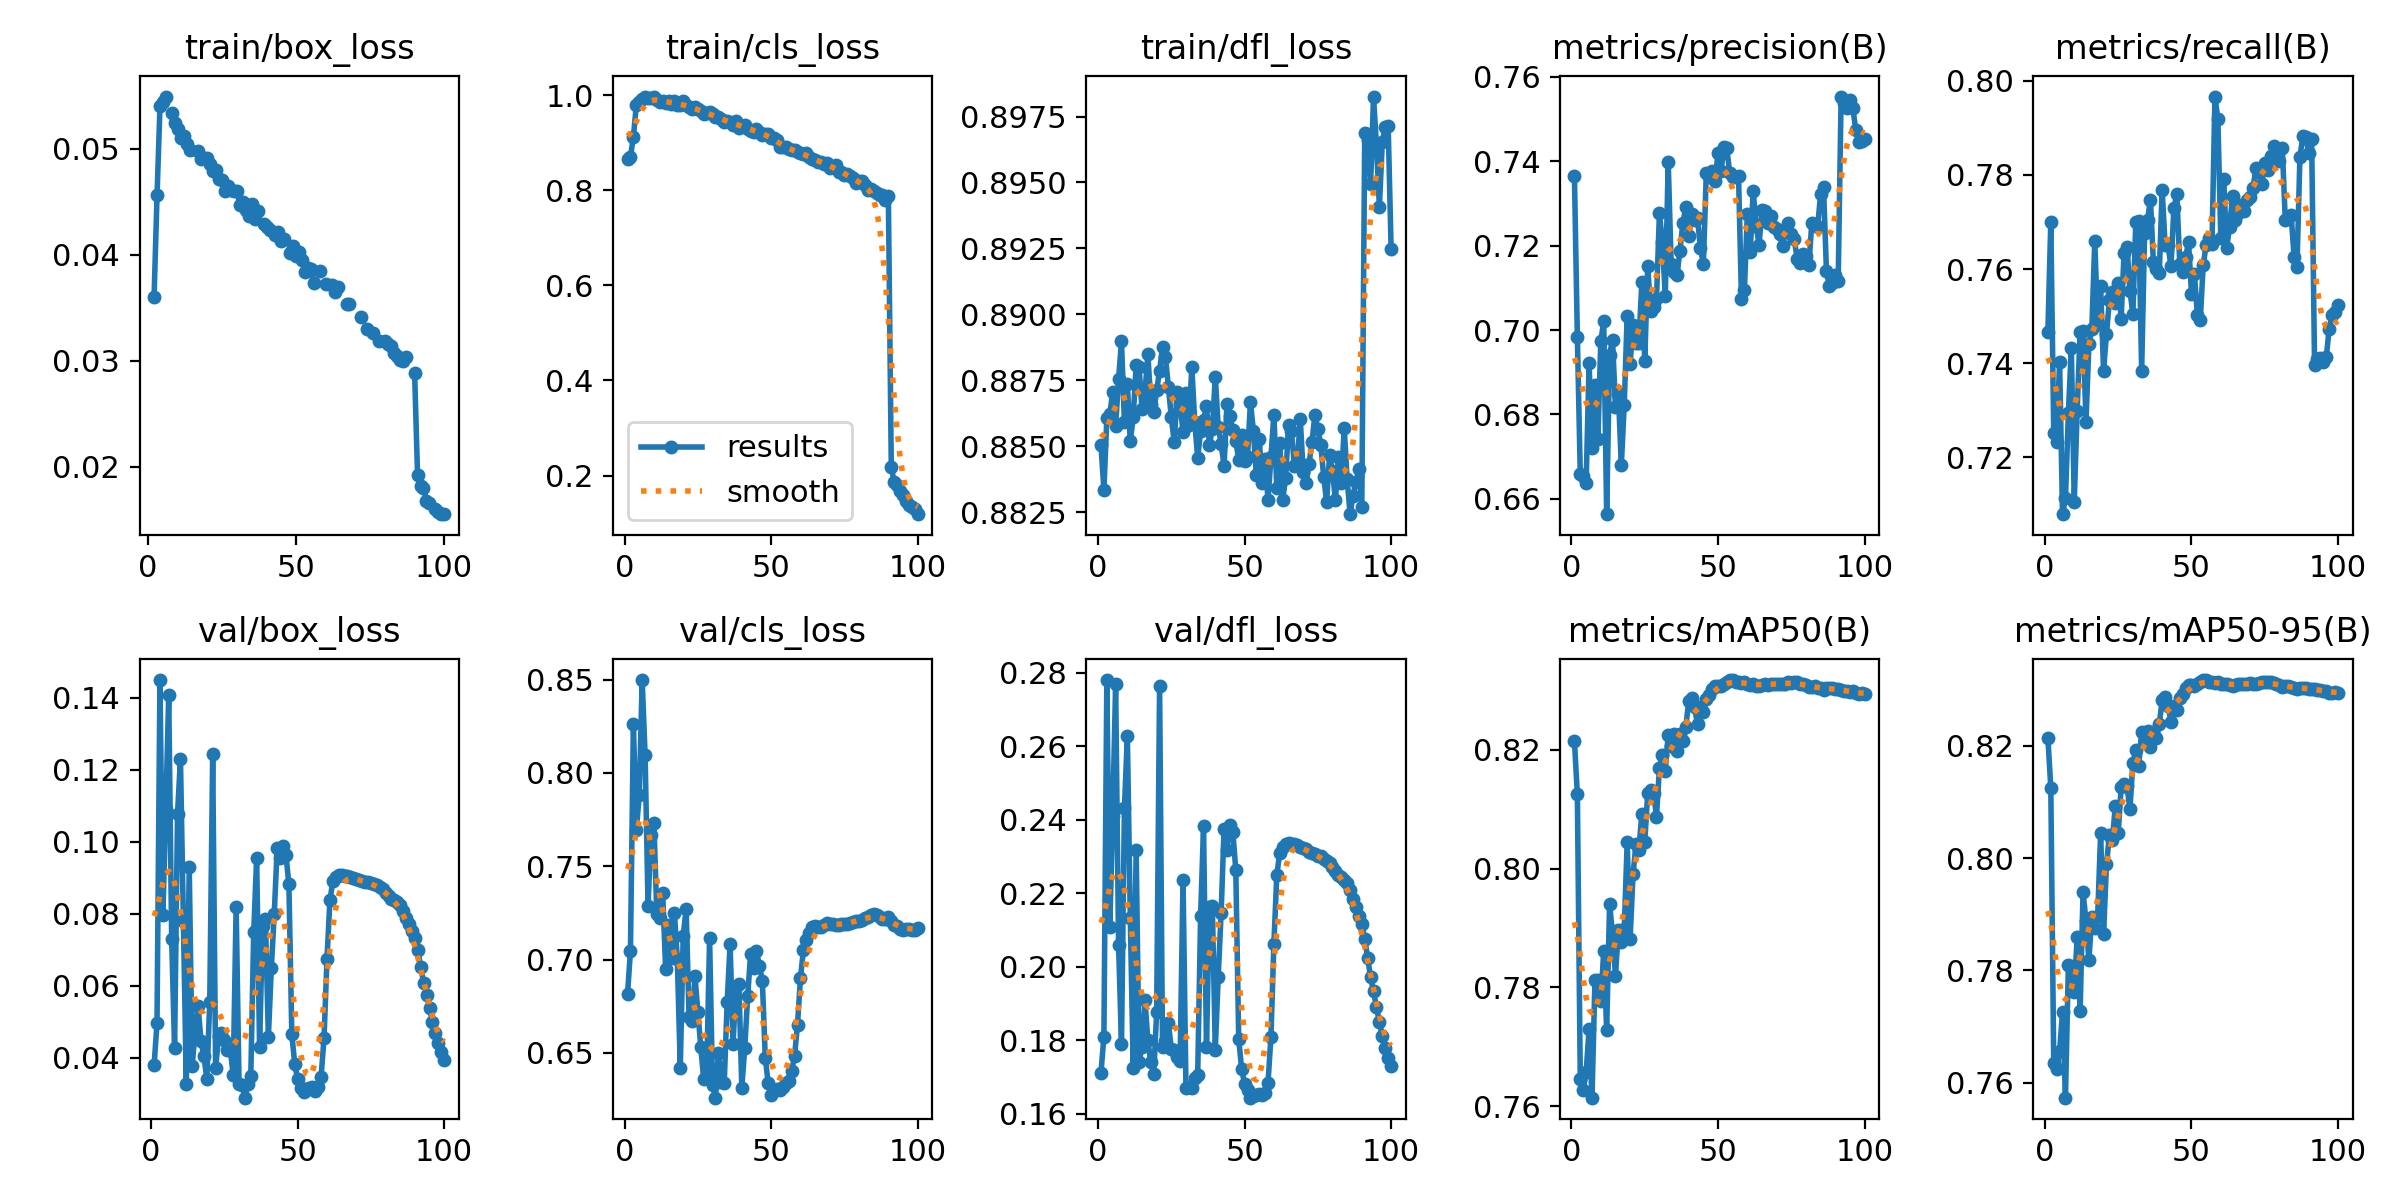 train/box_loss
0.05
0.04
0.03
0.02
0 50 100
train/cls_loss
1.0
0.8
0.6
0.4
0.2
results
smooth
0 50 100
train/dfl_loss
0.8975
0.8950
0.8925
0.8900
0.8875
0.8850
0.8825
0 50 100
metrics/precision(B)
0.76
0.74
0.72
0.70
0.68
0.66
0 50 100
metrics/recall(B)
0.80
0.78
0.76
0.74
0.72
0 50 100
val/box_loss
0.14
0.12
0.10
0.08
0.06
0.04
0 50 100
val/cls_loss
0.85
0.80
0.75
0.70
0.65
0 50 100
val/dfl_loss
0.28
0.26
0.24
0.22
0.20
0.18
0.16
0 50 100
metrics/mAP50(B)
0.82
0.80
0.78
0.76
0 50 100
metrics/mAP50-95(B)
0.82
0.80
0.78
0.76
0 50 100